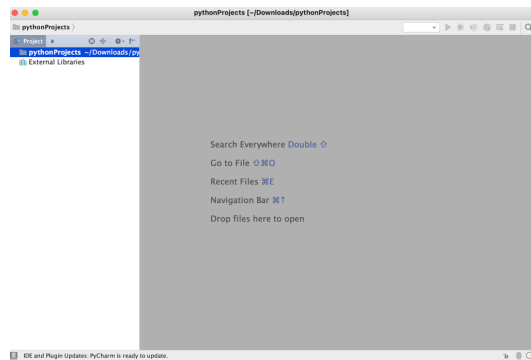 pythonProjects [~/Downloads/pythonProjects]
pythonProjects
Project
pythonProjects ~/Downloads/py
External Libraries
Search Everywhere Double ⇧
Go to File ⇧⌘O
Recent Files ⌘E
Navigation Bar ⌘↑
Drop files here to open
IDE and Plugin Updates: PyCharm is ready to update.